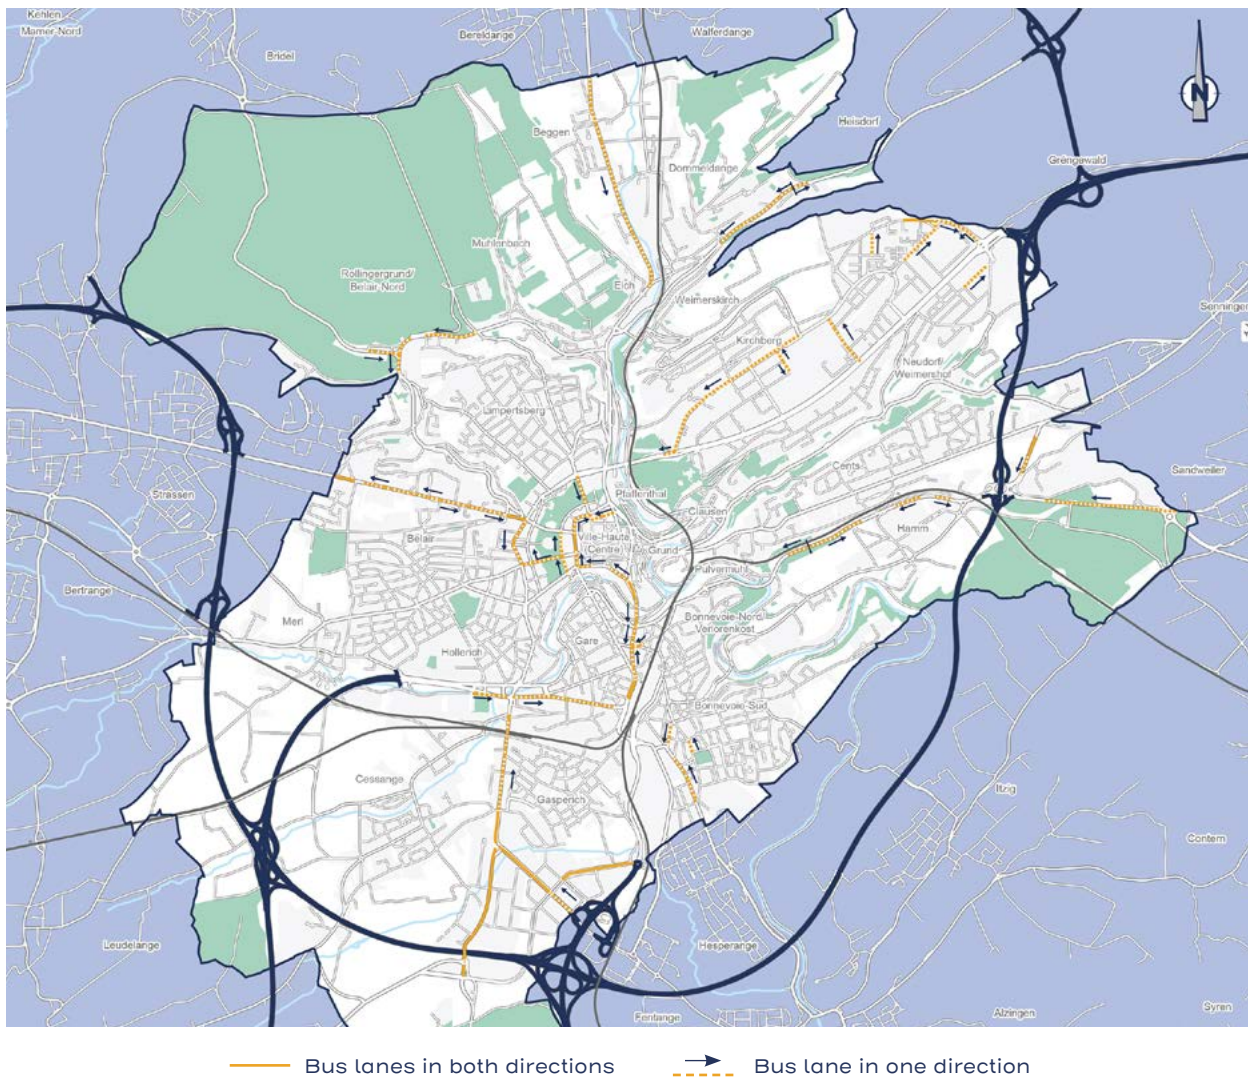 Kehlen
Mamer-Nord
Bridel
Bereldange
Walferdange
N
Beggen
Heisdorf
Dommeldange
Grengewald
Muhlenbach
Rollingergrund/
Belair-Nord
Eich
Weimerskirch
Senninger
Kirchberg
Neudorf/
Weimershof
Limpertsberg
Strassen
Cents
Sandweiler
Pfaffenthal
Clausen
Belair
Ville-Haute
Centre
Grund
Hamm
Pulvermuhl
Bertrange
Merl
Bonnevoie-Nord/
Verlorenkost
Gare
Hollerich
Bonnevoie-Sud
Cessange
Gasperich
Itzig
Contern
Leudelange
Hesperange
Fentange
Alzingen
Syren
Bus lanes in both directions
Bus lane in one direction